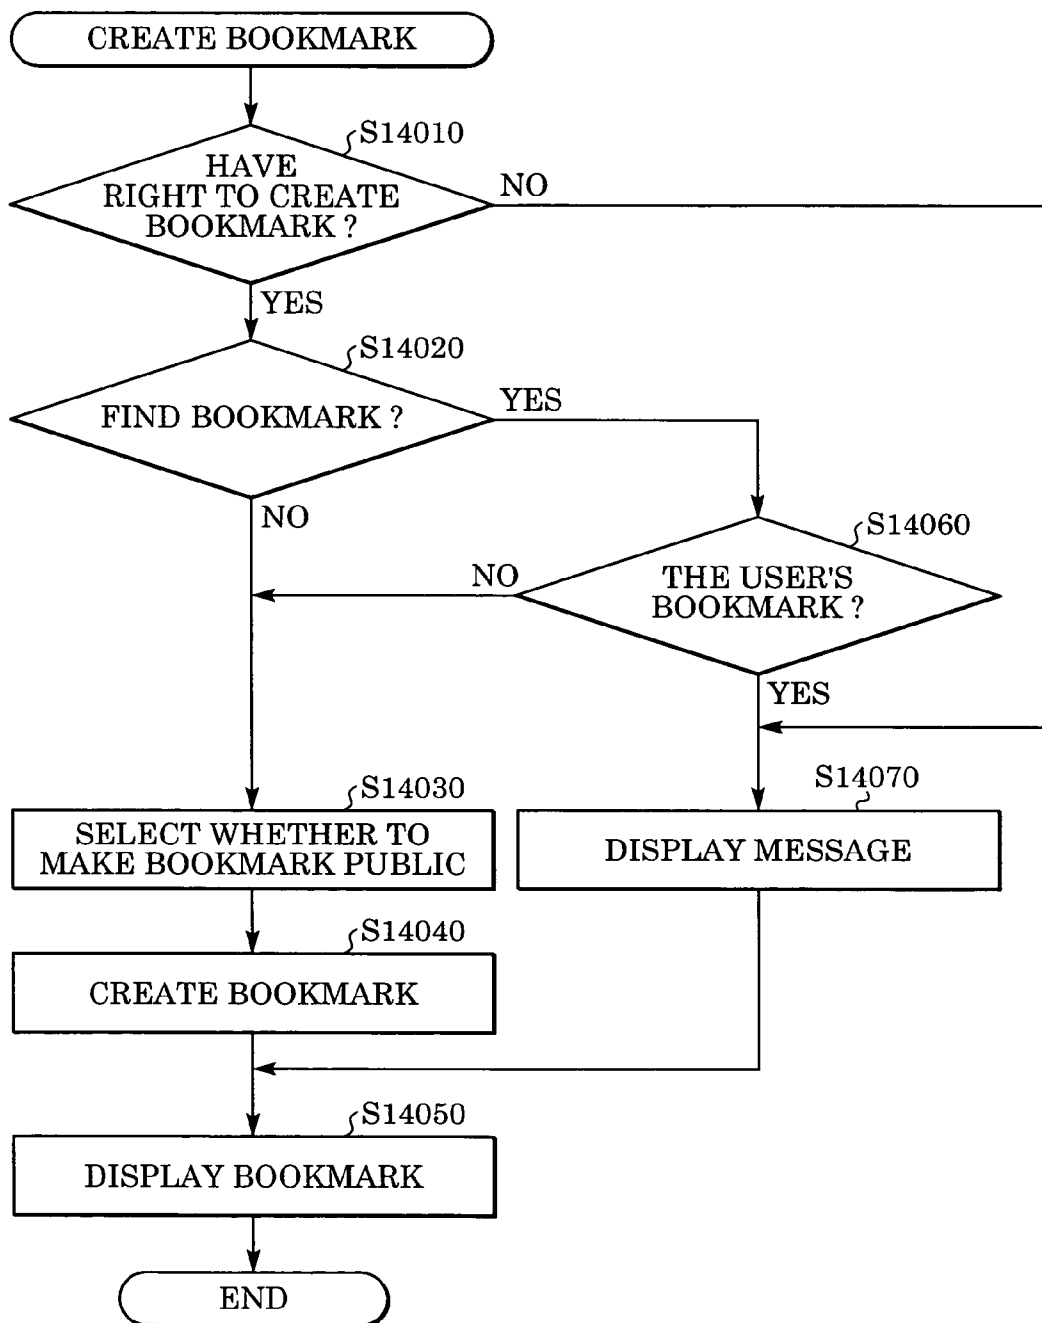 CREATE BOOKMARK
S14010
HAVE
RIGHT TO CREATE
BOOKMARK ?
NO
YES
S14020
FIND BOOKMARK ?
YES
NO
S14060
THE USER'S
BOOKMARK ?
NO
YES
S14030
SELECT WHETHER TO
MAKE BOOKMARK PUBLIC
S14070
DISPLAY MESSAGE
S14040
CREATE BOOKMARK
S14050
DISPLAY BOOKMARK
END